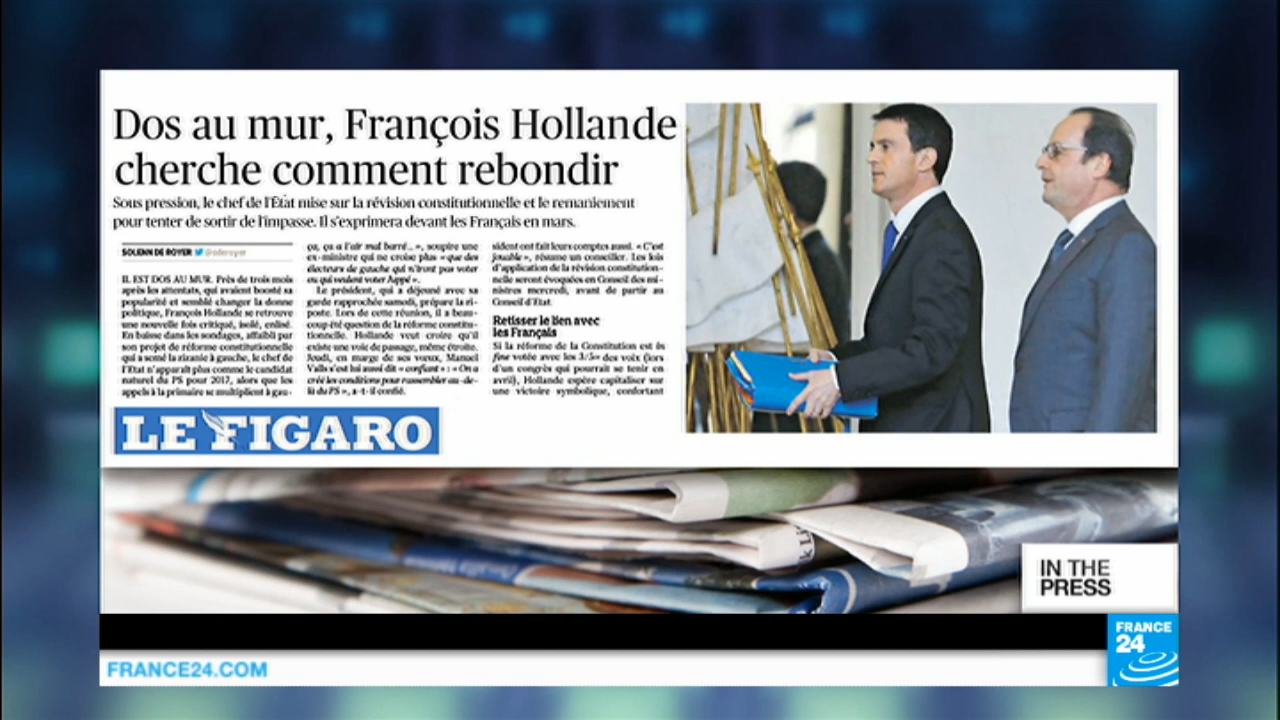 Dos au mur, François Hollande
cherche comment rebondir
Sous pression, le chef de l'État mise sur la révision constitutionnelle et le remaniement
pour tenter de sortir de l'impasse. Il s'exprimera devant les Français en mars.
SOLENN DE ROYER @sderoyer
IL EST DOS AU MUR. Près de trois mois
après les attentats, qui avaient boosté sa
popularité et semblé changer la donne
politique, François Hollande se retrouve
une nouvelle fois critiqué, isolé, enlisé.
En baisse dans les sondages, affaibli par
son projet de réforme constitutionnelle
qui a semé la zizanie à gauche, le chef de
l'État n'apparaît plus comme le candidat
naturel du PS pour 2017, alors que les
appels à la primaire se multiplient à gau-
ça, ça a l'air mal barré... », soupire une
ex-ministre qui ne croise plus « que des
électeurs de gauche qui n'iront pas voter
ou qui veulent voter Juppé ».
Le président, qui a déjeuné avec sa
garde rapprochée samedi, prépare la ri-
poste. Lors de cette réunion, il a beau-
coup été question de la réforme constitu-
tionnelle. Hollande veut croire qu'il
existe une voie de passage, même étroite.
Jeudi, en marge de ses vœux, Manuel
Valls s'est lui aussi dit « confiant » : « On a
créé les conditions pour rassembler au-de-
là du PS », a-t-il confié.
sident ont fait leurs comptes aussi. « C'est
jouable », résume un conseiller. Les lois
d'application de la révision constitution-
nelle seront évoquées en Conseil des mi-
nistres mercredi, avant de partir au
Conseil d'État.
Retisser le lien avec
les Français
Si la réforme de la Constitution est in
fine votée avec les 3/5es des voix (lors
d'un congrès qui pourrait se tenir en
avril), Hollande espère capitaliser sur
une victoire symbolique, confortant
LE FIGARO
IN THE
PRESS
FRANCE
24
FRANCE24.COM